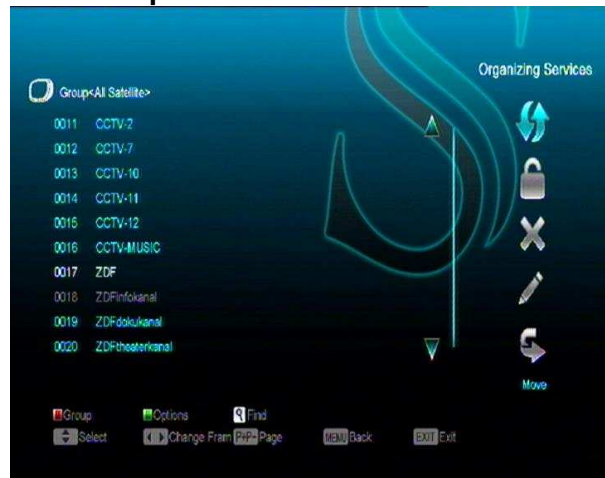 Organizing Services
Group<All Satellite>
0011 CCTV-2
0012 CCTV-7
0013 CCTV-10
0014 CCTV-11
0015 CCTV-12
0016 CCTV-MUSIC
0017 ZDF
0018 ZDFinfokanal
0019 ZDFdokukanal
0020 ZDFtheaterkanal
Move
Group Options Find
Select Change Fram P+P- Page MENU Back EXIT Exit